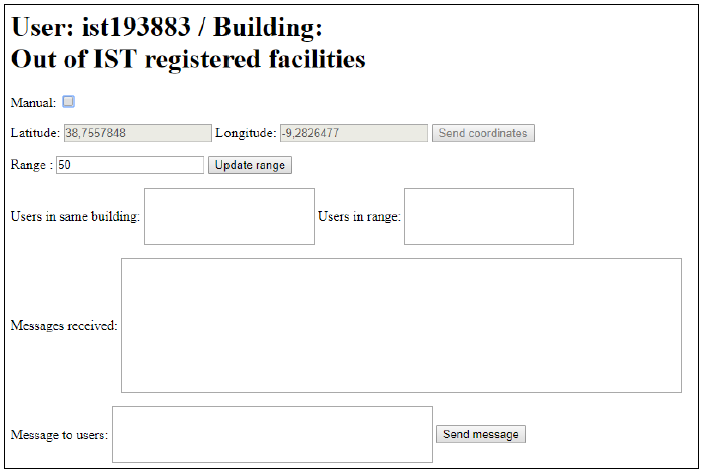 User: ist193883 / Building:
Out of IST registered facilities
Manual:
Latitude: 38,7557848 Longitude: -9,2826477 Send coordinates
Range : 50 Update range
Users in same building: Users in range:
Messages received:
Message to users: Send message